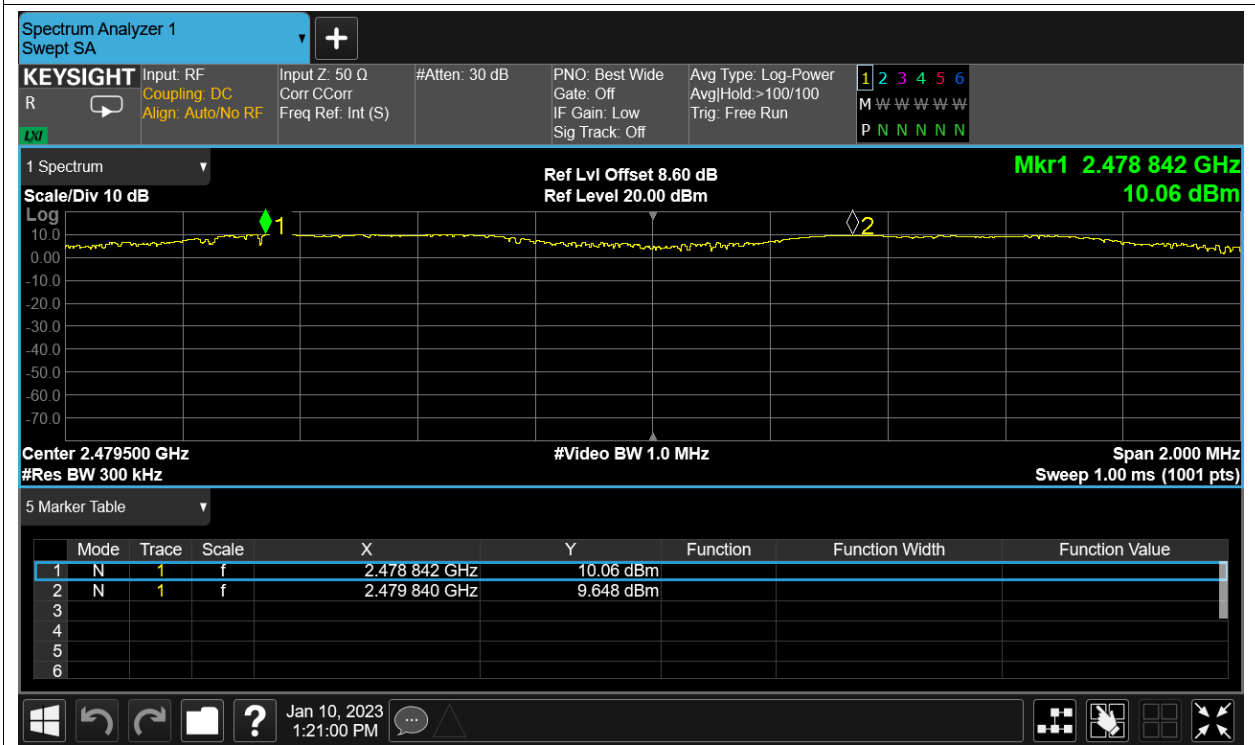 Spectrum Analyzer 1
Swept SA
+
KEYSIGHT Input: RF Input Z: 50 Ω #Atten: 30 dB PNO: Best Wide Avg Type: Log-Power 1 2 3 4 5 6
R Coupling: DC Corr CCorr Gate: Off Avg|Hold:>100/100 M W W W W W
Align: Auto/No RF Freq Ref: Int (S) IF Gain: Low Trig: Free Run
LXI Sig Track: Off P N N N N N
1 Spectrum Ref Lvl Offset 8.60 dB Mkr1 2.478 842 GHz
Scale/Div 10 dB Ref Level 20.00 dBm 10.06 dBm
Log
1 2
10.0
0.00
-10.0
-20.0
-30.0
-40.0
-50.0
-60.0
-70.0
Center 2.479500 GHz #Video BW 1.0 MHz Span 2.000 MHz
#Res BW 300 kHz Sweep 1.00 ms (1001 pts)
5 Marker Table
Mode Trace Scale X Y Function Function Width Function Value
1 N 1 f 2.478 842 GHz 10.06 dBm
2 N 1 f 2.479 840 GHz 9.648 dBm
3
4
5
6
? Jan 10, 2023
1:21:00 PM